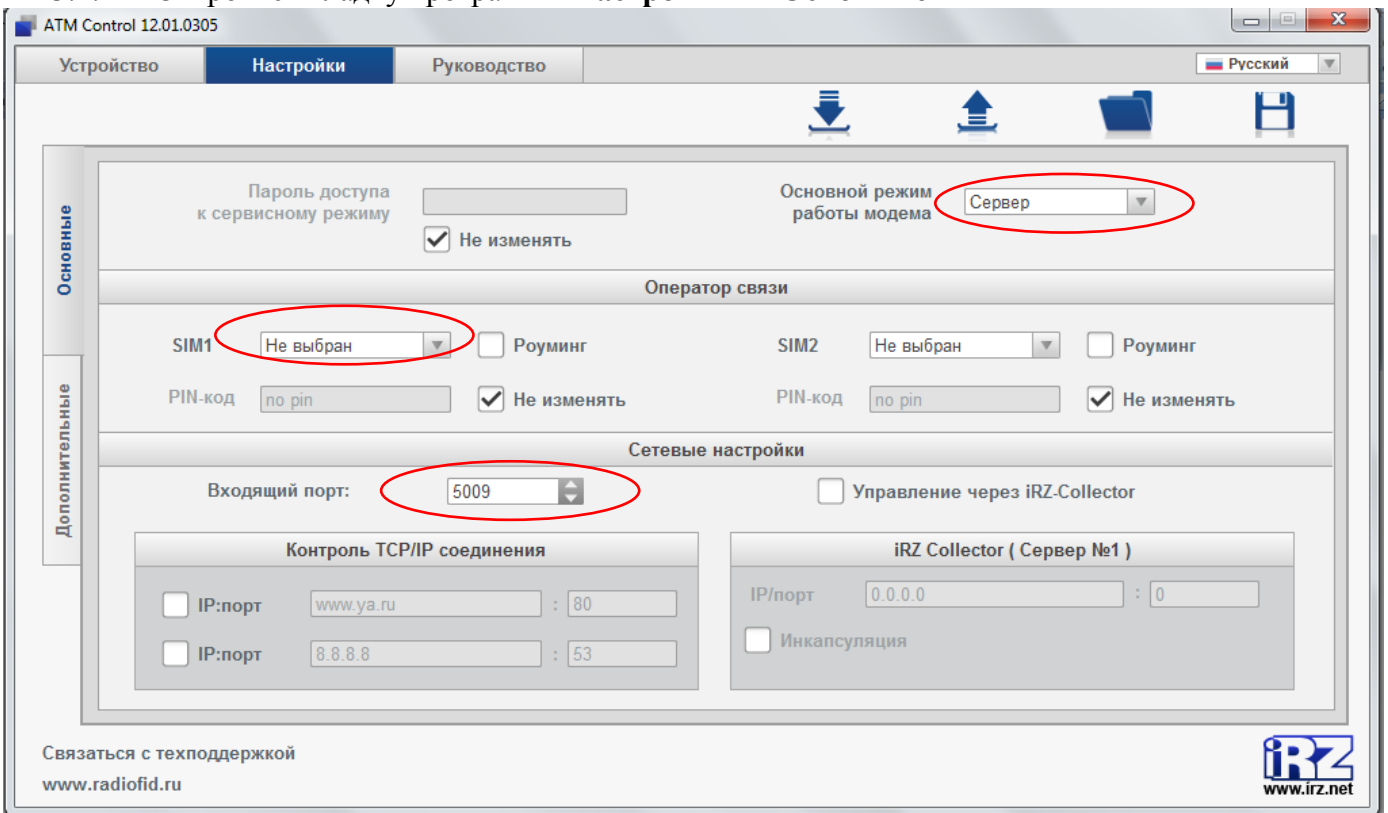 ATM Control 12.01.0305
Устройство Настройки Руководство Русский
Пароль доступа
к сервисному режиму
Не изменять
Основной режим
работы модема
Сервер
Основные
Дополнительные
Оператор связи
SIM1 Не выбран Роуминг SIM2 Не выбран Роуминг
PIN-код no pin Не изменять PIN-код no pin Не изменять
Сетевые настройки
Входящий порт: 5009 Управление через iRZ-Collector
Контроль TCP/IP соединения
IP:порт www.ya.ru : 80
IP:порт 8.8.8.8 : 53
iRZ Collector ( Сервер №1 )
IP/порт 0.0.0.0 : 0
Инкапсуляция
Связаться с техподдержкой
www.radiofid.ru
iRZ
www.irz.net